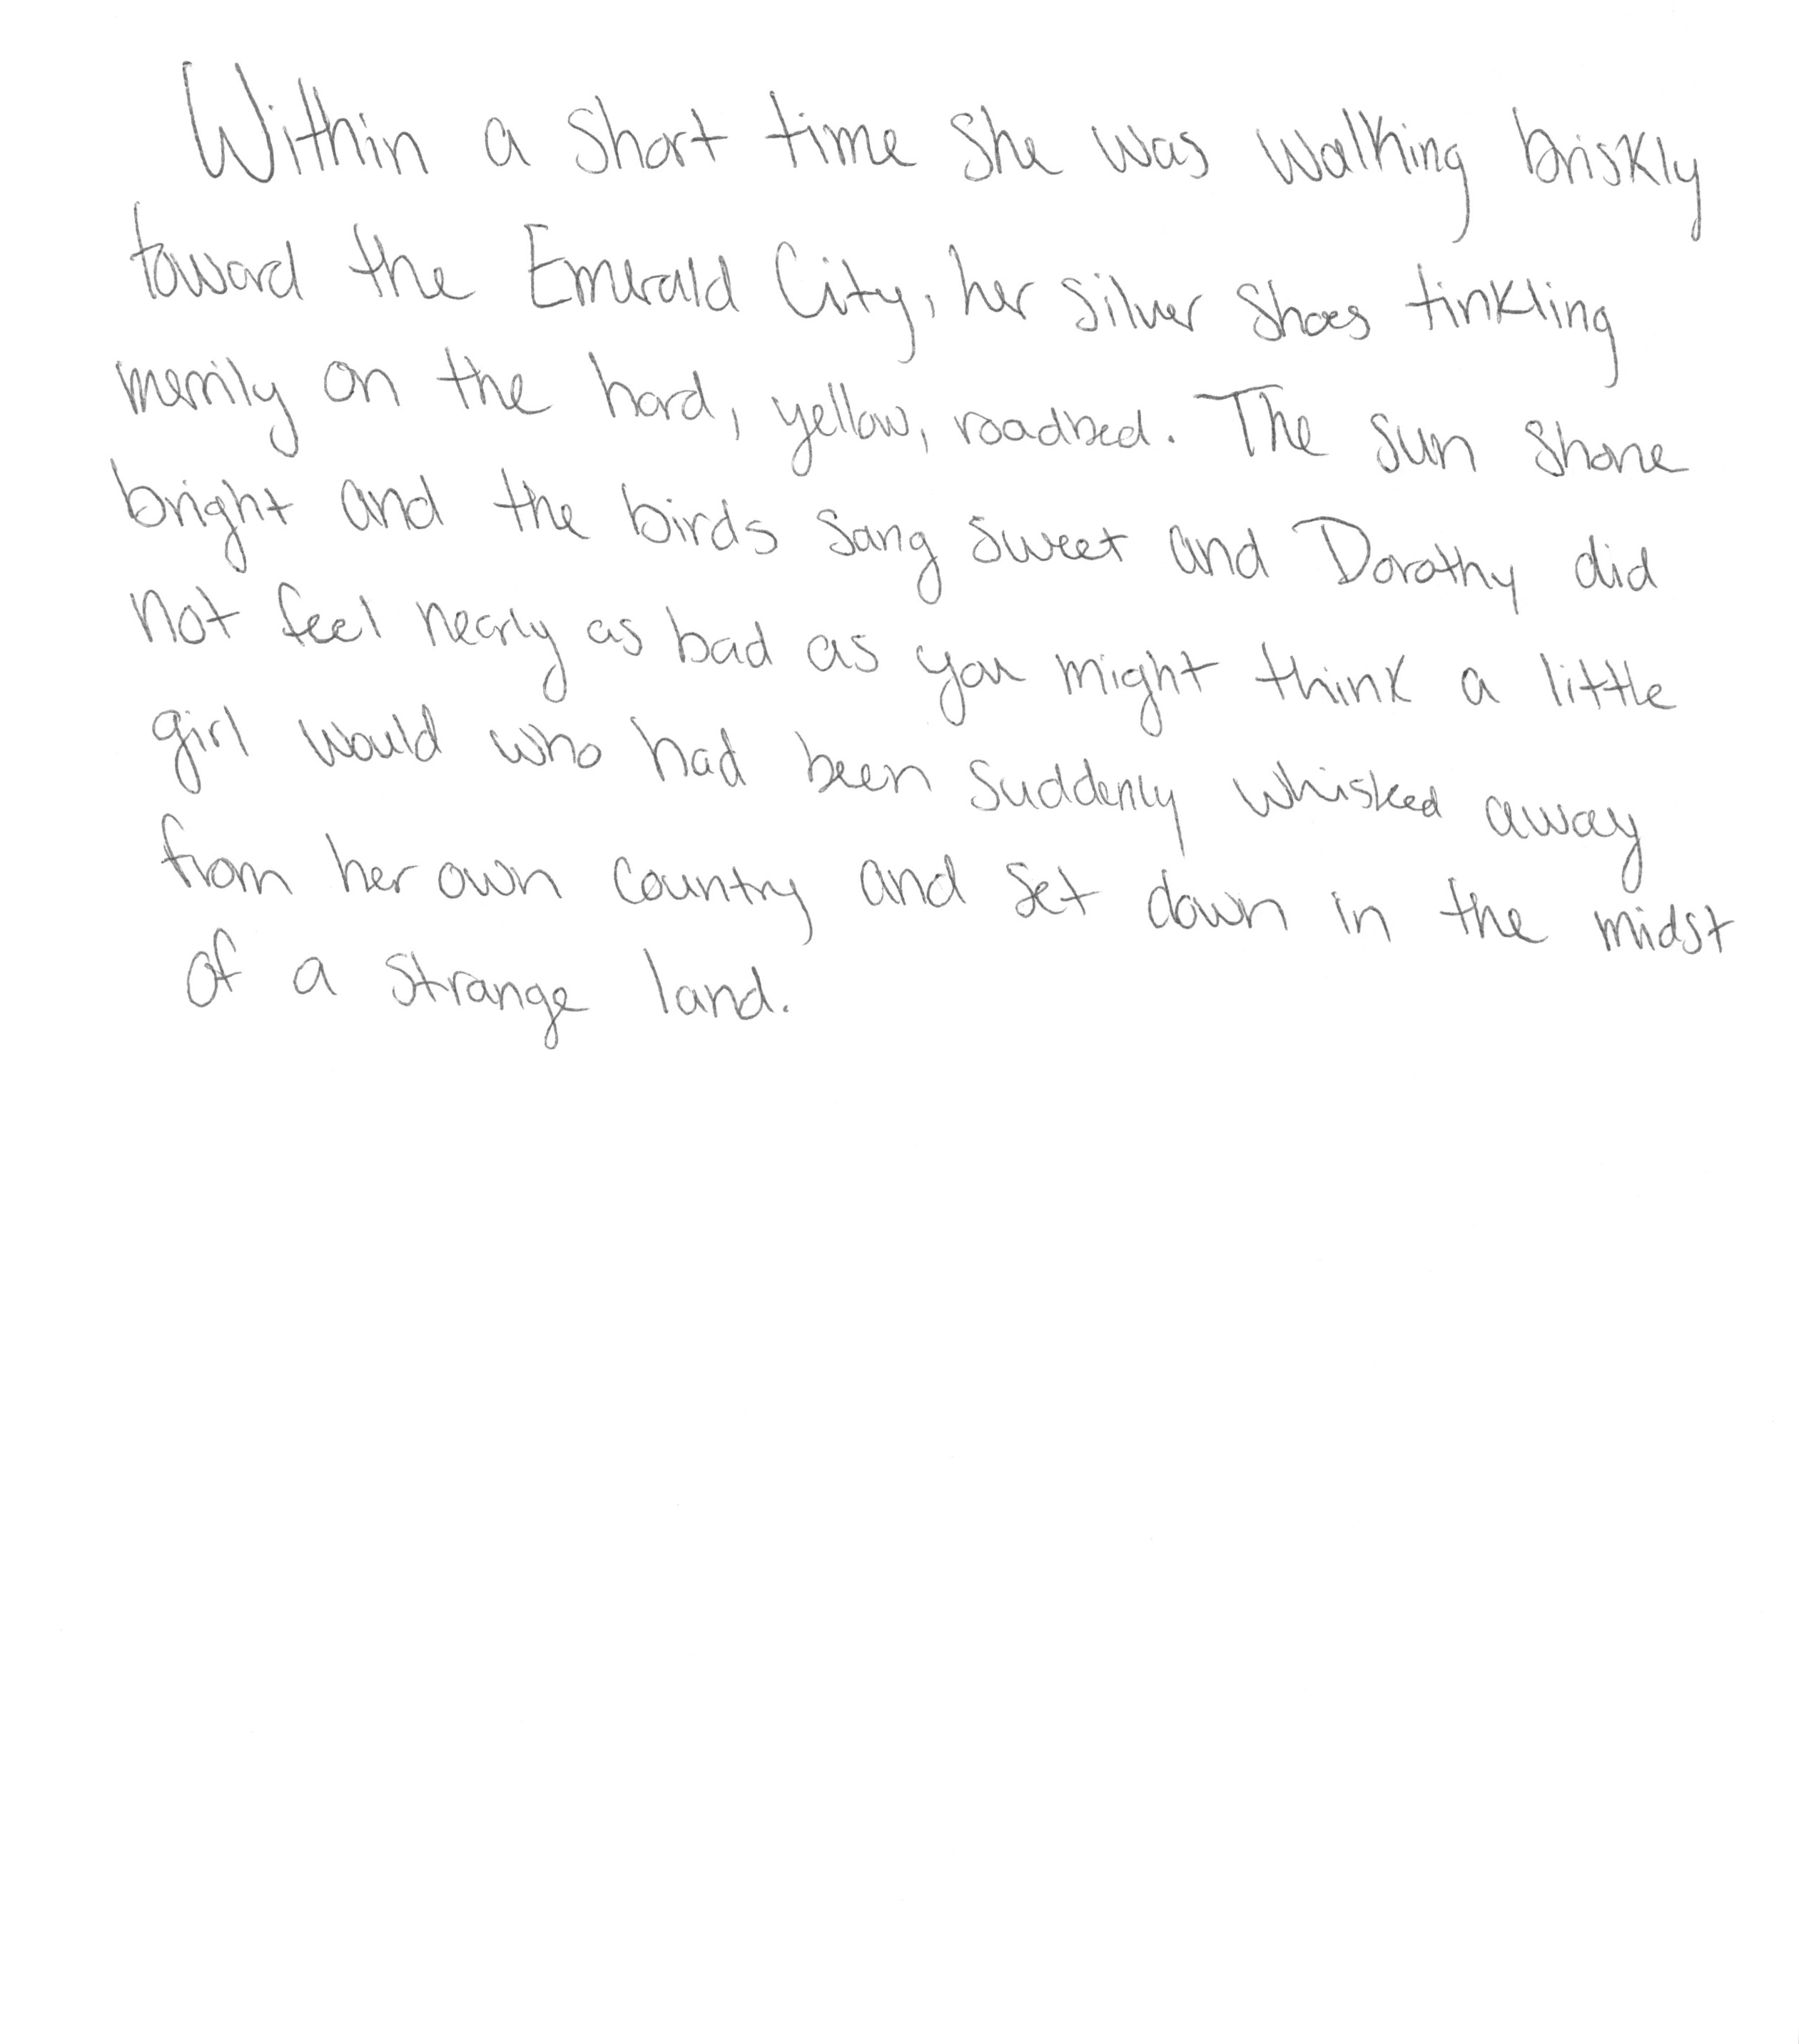 Within a short time she was walking briskly
toward the Emerald City, her silver shoes tinkling
merrily on the hard, yellow, roadbed. The sun shone
bright and the birds sang sweet and Dorothy did
not feel nearly as bad as you might think a little
girl would who had been suddenly whisked away
from her own country and set down in the midst
of a strange land.